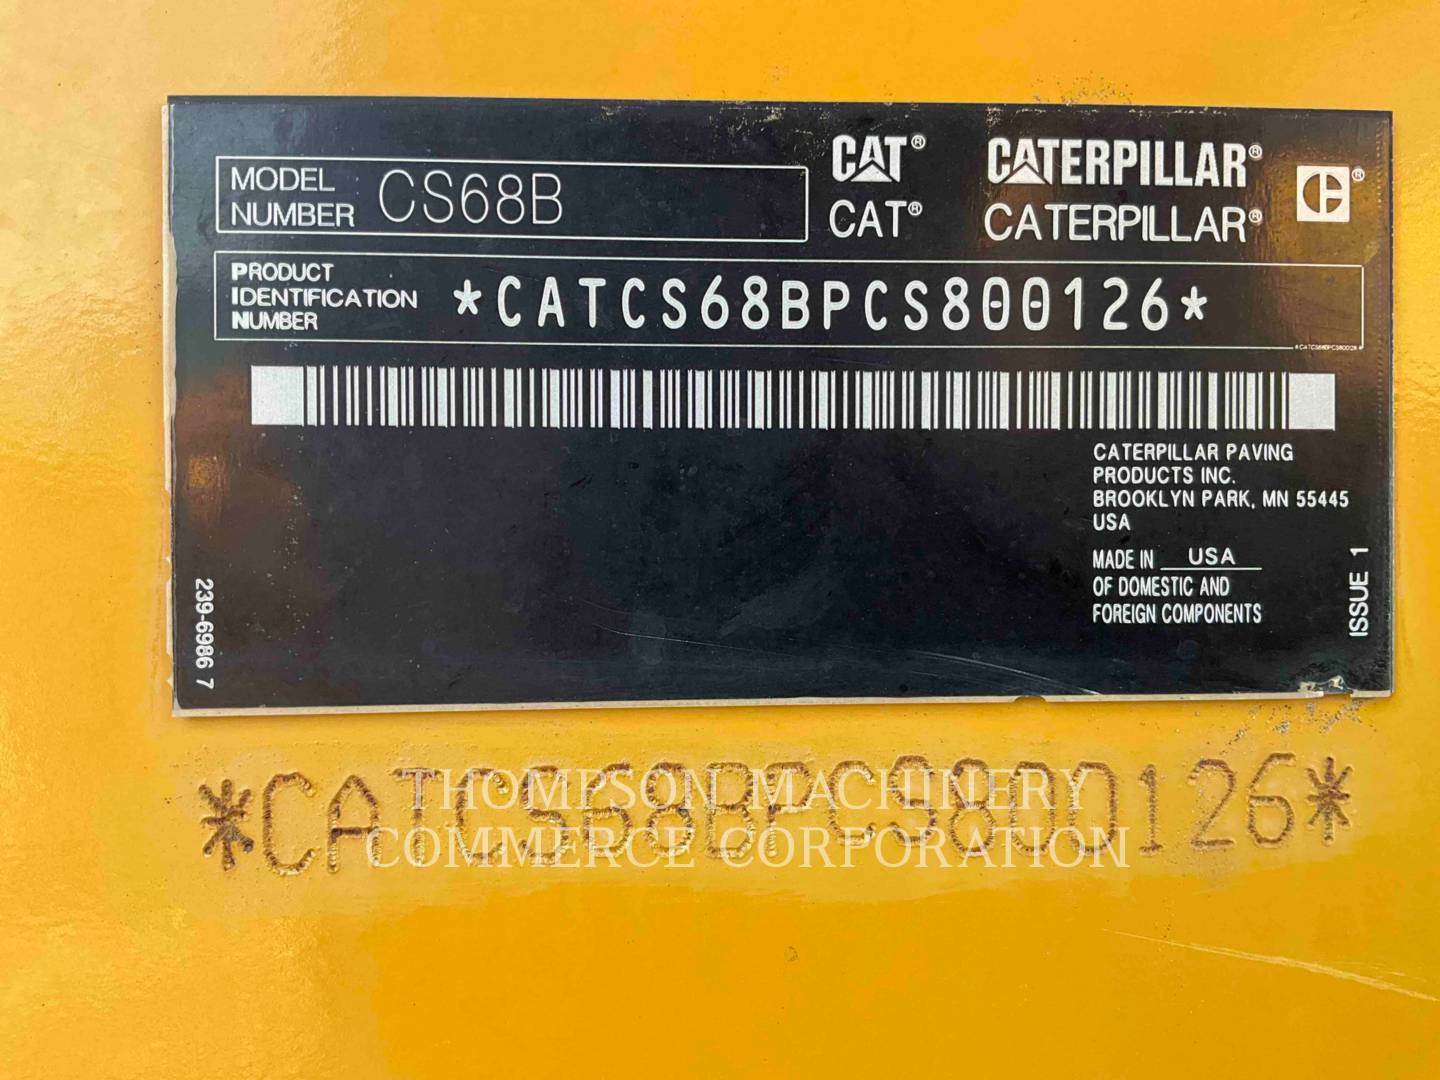 MODEL NUMBER CS68B
CAT® CATERPILLAR®
CAT® CATERPILLAR®
PRODUCT
IDENTIFICATION
NUMBER
*CATCS68BPCS800126*
*CATCS68BPCS800126*
CATERPILLAR PAVING
PRODUCTS INC.
BROOKLYN PARK, MN 55445
USA
MADE IN USA
OF DOMESTIC AND
FOREIGN COMPONENTS
239-6986 7
ISSUE 1
*CATCS68BPCS800126*
THOMPSON MACHINERY
COMMERCE CORPORATION